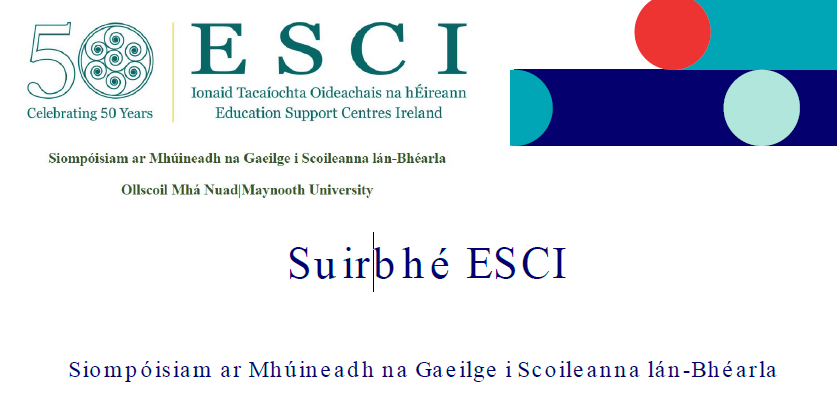 50
ESCI
Celebrating 50 Years
Ionaid Tacaíochta Oideachais na hÉireann
Education Support Centres Ireland
Siompóisiam ar Mhúineadh na Gaeilge i Scoileanna lán-Bhéarla
Ollscoil Mhá Nuad|Maynooth University
Suirbhé ESCI
Siompóisiam ar Mhúineadh na Gaeilge i Scoileanna lán-Bhéarla